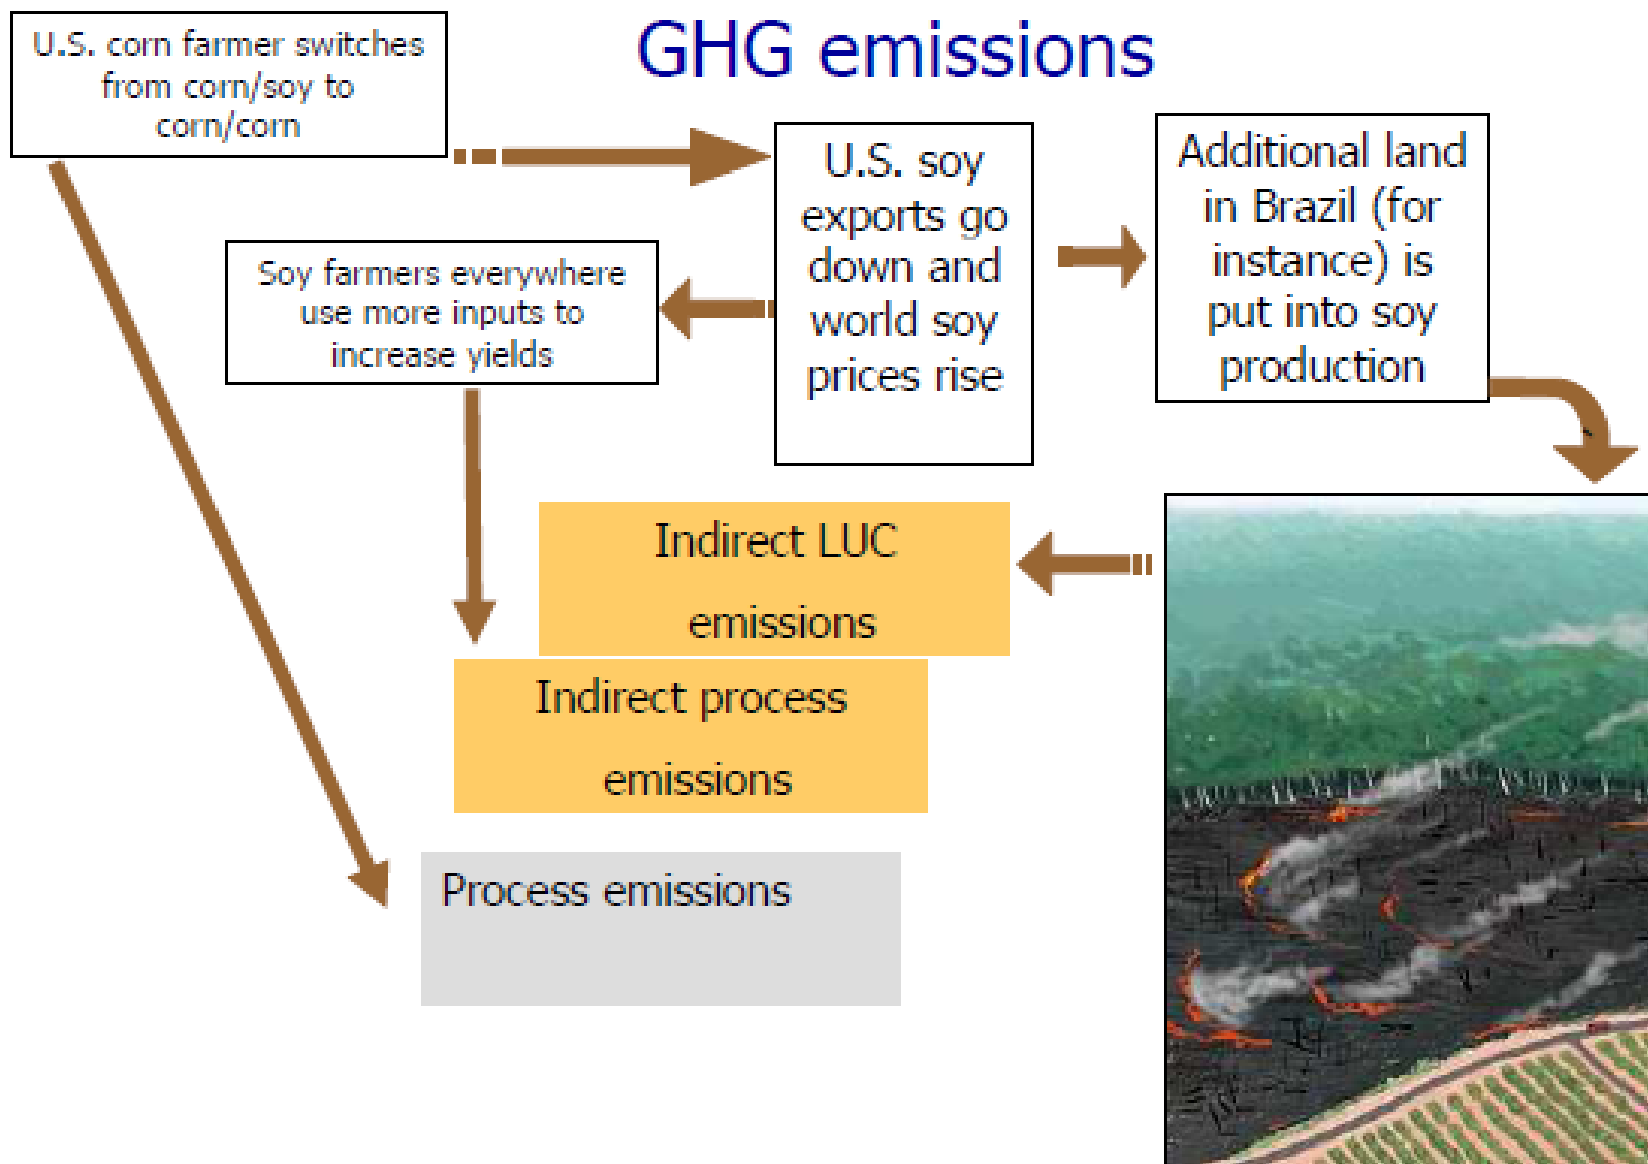 GHG emissions
U.S. corn farmer switches
from corn/soy to
corn/corn
U.S. soy
exports go
down and
world soy
prices rise
Additional land
in Brazil (for
instance) is
put into soy
production
Soy farmers everywhere
use more inputs to
increase yields
Indirect LUC
emissions
Indirect process
emissions
Process emissions